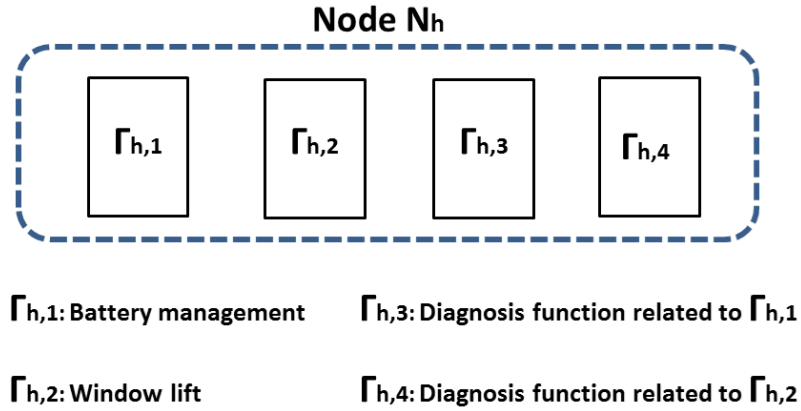 Node Nh
Γh,1 Γh,2 Γh,3 Γh,4
Γh,1: Battery management Γh,3: Diagnosis function related to Γh,1
Γh,2: Window lift Γh,4: Diagnosis function related to Γh,2